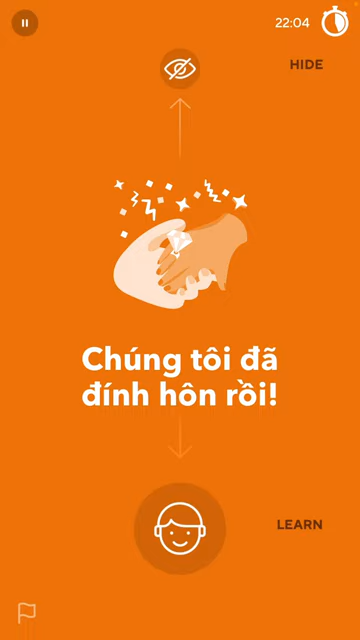 22:04
HIDE
Chúng tôi đã
đính hôn rồi!
LEARN